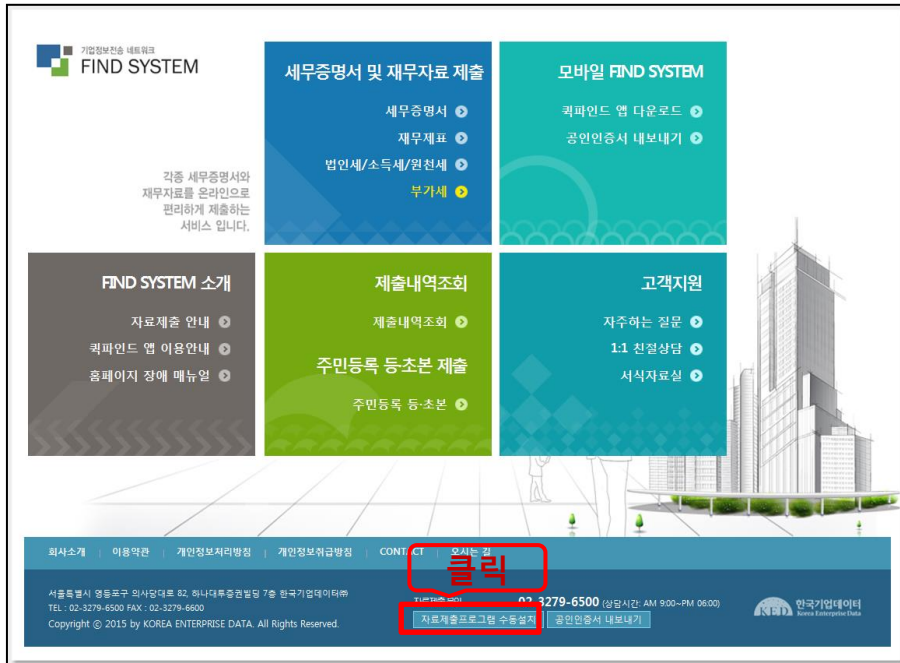 기업정보전송 네트워크
FIND SYSTEM
각종 세무증명서와
재무자료를 온라인으로
편리하게 제출하는
서비스 입니다.
세무증명서 및 재무자료 제출
세무증명서
재무제표
법인세/소득세/원천세
부가세
모바일 FIND SYSTEM
퀵파인드 앱 다운로드
공인인증서 내보내기
FIND SYSTEM 소개
자료제출 안내
퀵파인드 앱 이용안내
홈페이지 장애 매뉴얼
제출내역조회
제출내역조회
주민등록 등·초본 제출
주민등록 등·초본
고객지원
자주하는 질문
1:1 친절상담
서식자료실
회사소개 | 이용약관 | 개인정보처리방침 | 개인정보취급방침 | CONTACT | 오시는 길
클릭
서울특별시 영등포구 의사당대로 82, 하나대투증권빌딩 7층 한국기업데이터㈜
TEL : 02-3279-6500 FAX : 02-3279-6600
Copyright ⓒ 2015 by KOREA ENTERPRISE DATA. All Rights Reserved.
02-3279-6500 (상담시간: AM 9:00~PM 06:00)
자료제출프로그램 수동설치
공인인증서 내보내기
KED 한국기업데이터
Korea Enterprise Data